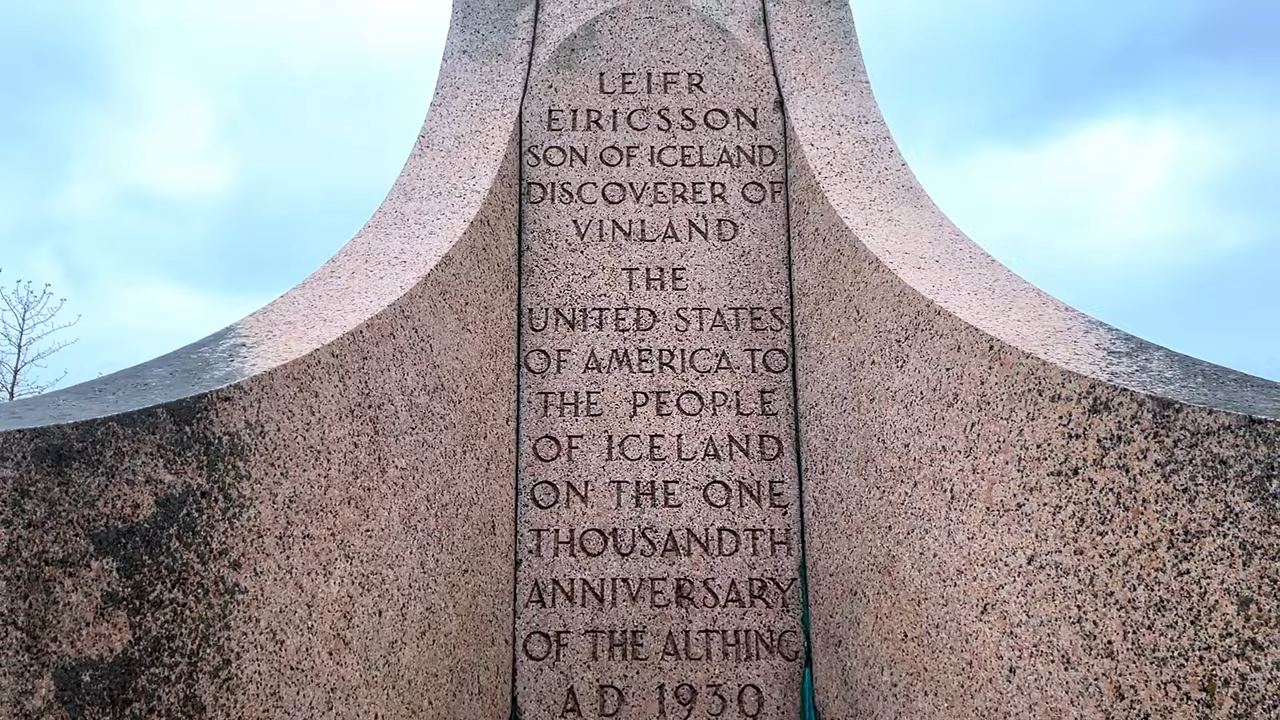 LEIFR
EIRICSSON
SON OF ICELAND
DISCOVERER OF
VINLAND
THE
UNITED STATES
OF AMERICA TO
THE PEOPLE
OF ICELAND
ON THE ONE
THOUSANDTH
ANNIVERSARY
OF THE ALTHING
A D 1930